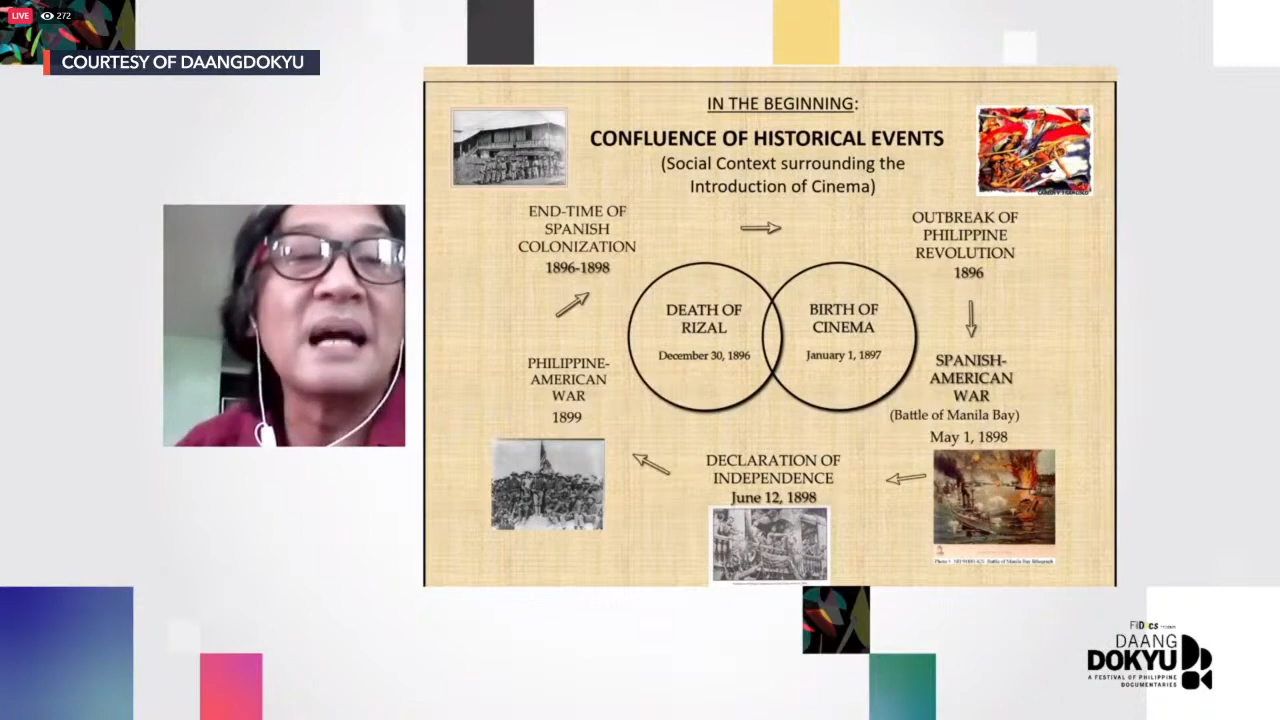 LIVE 272
COURTESY OF DAANGDOKYU
IN THE BEGINNING:
CONFLUENCE OF HISTORICAL EVENTS
(Social Context surrounding the
Introduction of Cinema)
END-TIME OF
SPANISH
COLONIZATION
1896-1898
OUTBREAK OF
PHILIPPINE
REVOLUTION
1896
DEATH OF
RIZAL
December 30, 1896
BIRTH OF
CINEMA
January 1, 1897
PHILIPPINE-
AMERICAN
WAR
1899
SPANISH-
AMERICAN
WAR
(Battle of Manila Bay)
May 1, 1898
DECLARATION OF
INDEPENDENCE
June 12, 1898
DAANG
DOKYU
A FESTIVAL OF PHILIPPINE
DOCUMENTARIES